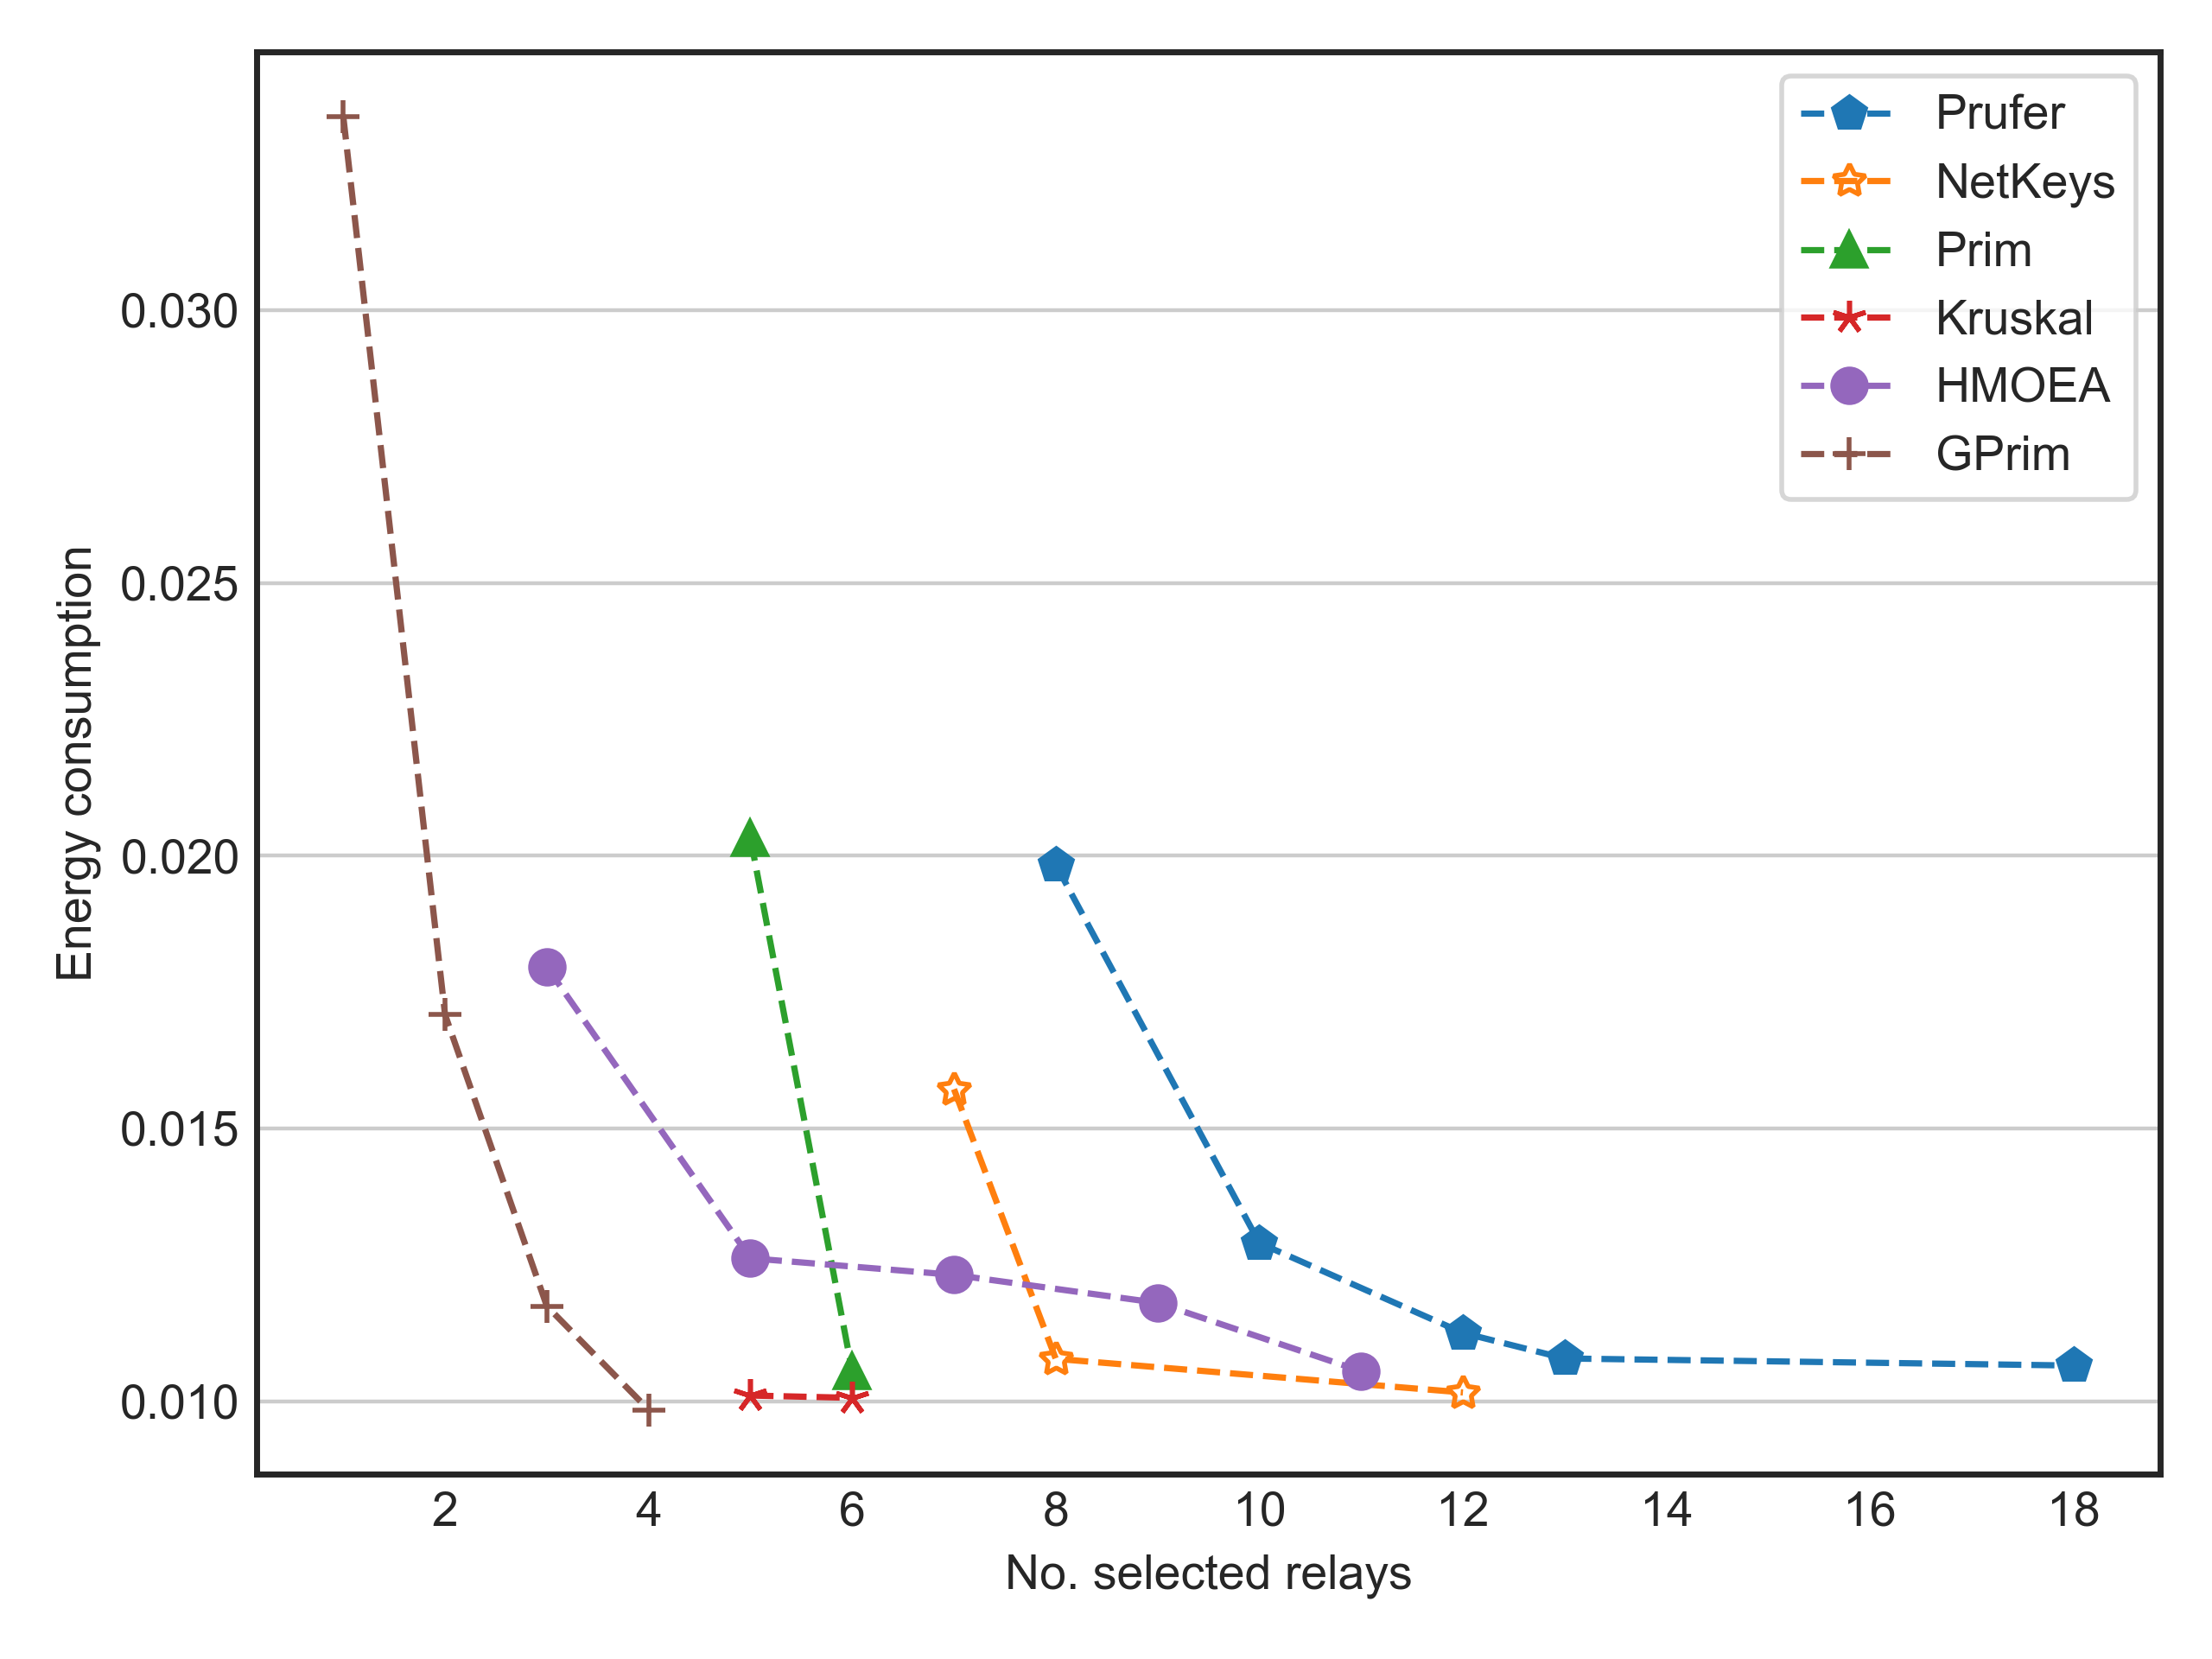 Prufer
NetKeys
Prim
Kruskal
HMOEA
GPrim
0.030
0.025
0.020
0.015
0.010
Energy consumption
2 4 6 8 10 12 14 16 18
No. selected relays